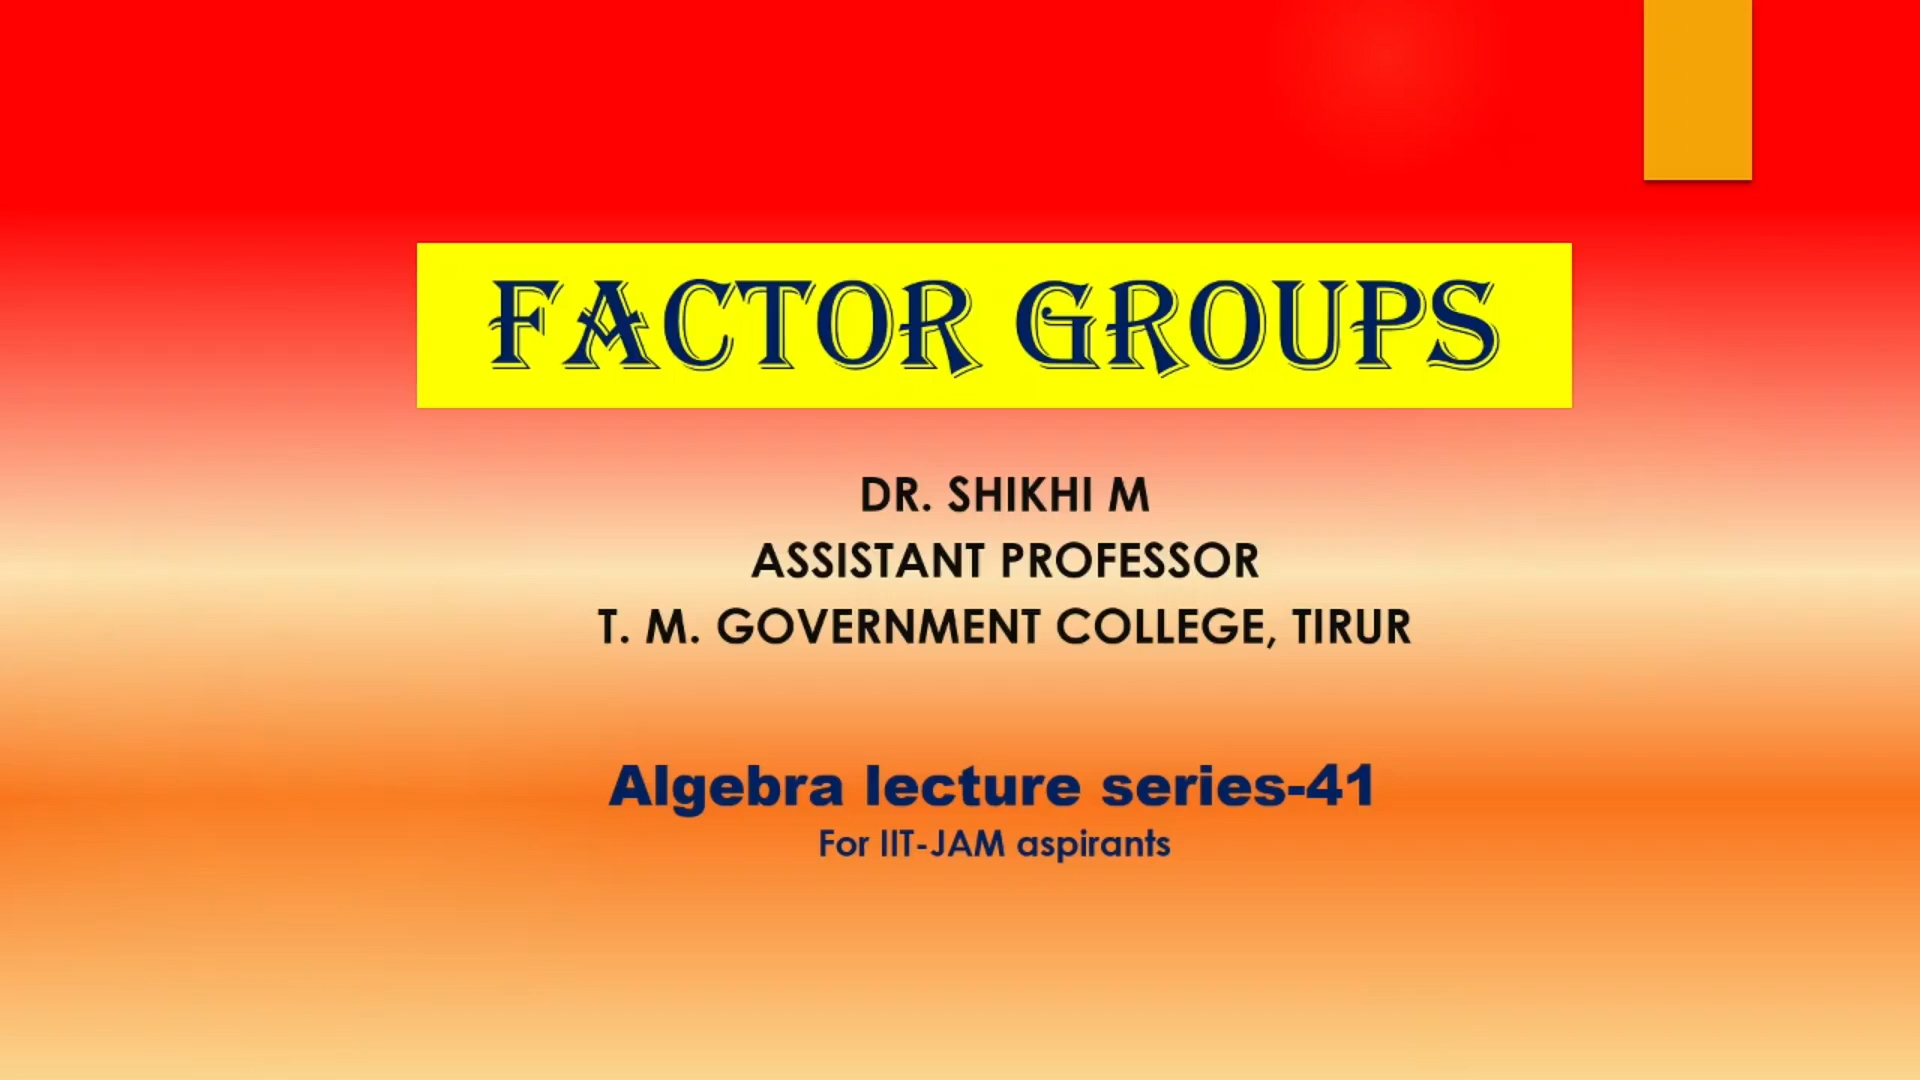 FACTOR GROUPS
DR. SHIKHI M
ASSISTANT PROFESSOR
T. M. GOVERNMENT COLLEGE, TIRUR
Algebra lecture series-41
For IIT-JAM aspirants